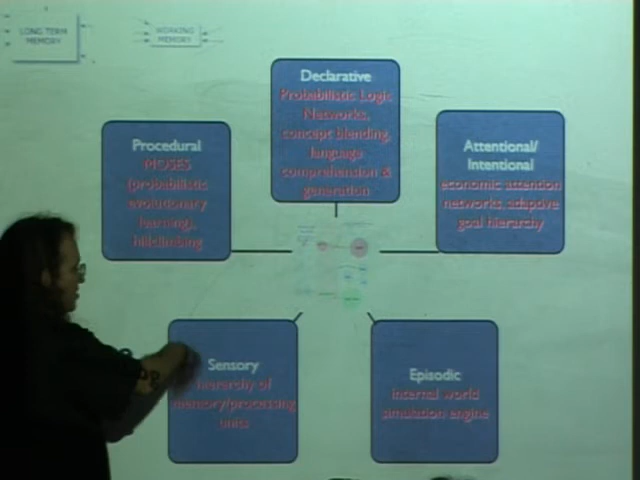 LONG TERM
MEMORY
WORKING
MEMORY
Declarative
Probabilistic Logic
Networks,
concept blending,
language
comprehension &
generation
Procedural
MOSES
(probabilistic
evolutionary
learning),
hillclimbing
Attentional/
Intentional
economic attention
networks, adaptive
goal hierarchy
Sensory
hierarchy of
memory/processing
units
Episodic
internal world
simulation engine